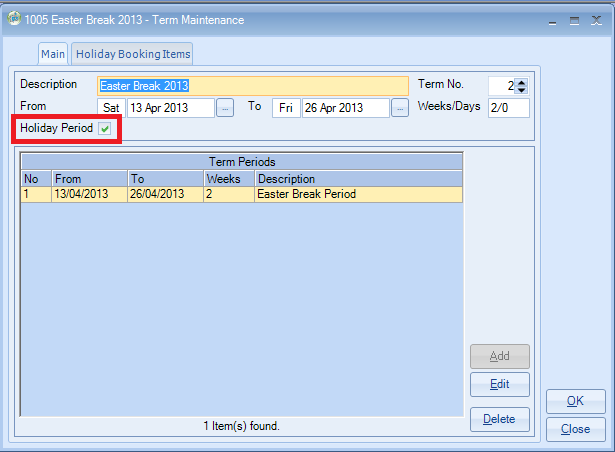 1005 Easter Break 2013 - Term Maintenance
Main Holiday Booking Items
Description Easter Break 2013 Term No. 2
From Sat 13 Apr 2013 ... To Fri 26 Apr 2013 ... Weeks/Days 2/0
Holiday Period
Term Periods
No From To Weeks Description
1 13/04/2013 26/04/2013 2 Easter Break Period
Add
Edit
OK
Delete
1 Item(s) found.
Close